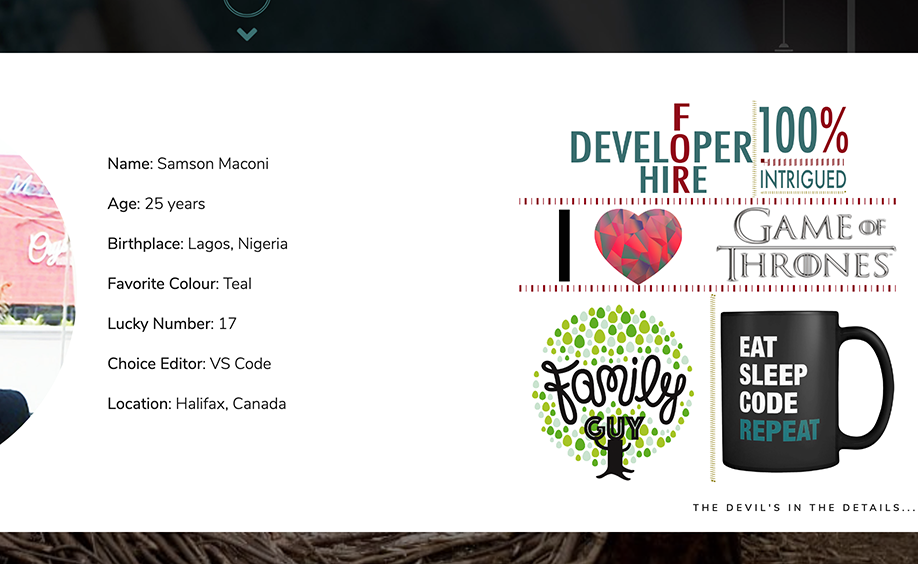 Name: Samson Maconi
Age: 25 years
Birthplace: Lagos, Nigeria
Favorite Colour: Teal
Lucky Number: 17
Choice Editor: VS Code
Location: Halifax, Canada
FOR
DEVELOPER
HIRE
100%
INTRIGUED
I
GAME OF
THRONES
family
GUY
EAT
SLEEP
CODE
REPEAT
THE DEVIL'S IN THE DETAILS...